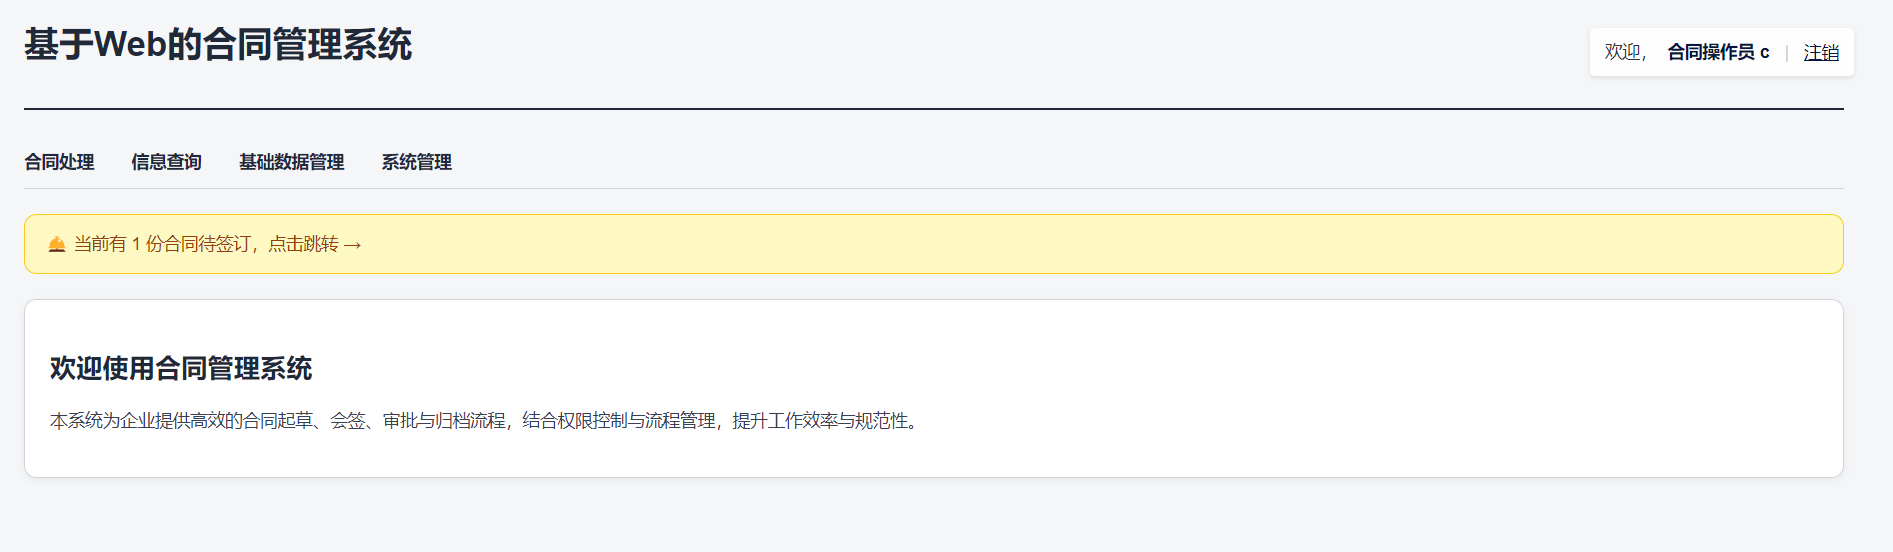 基于Web的合同管理系统
欢迎， 合同操作员 c | 注销
合同处理 信息查询 基础数据管理 系统管理
当前有 1 份合同待签订，点击跳转 →
欢迎使用合同管理系统
本系统为企业提供高效的合同起草、会签、审批与归档流程，结合权限控制与流程管理，提升工作效率与规范性。